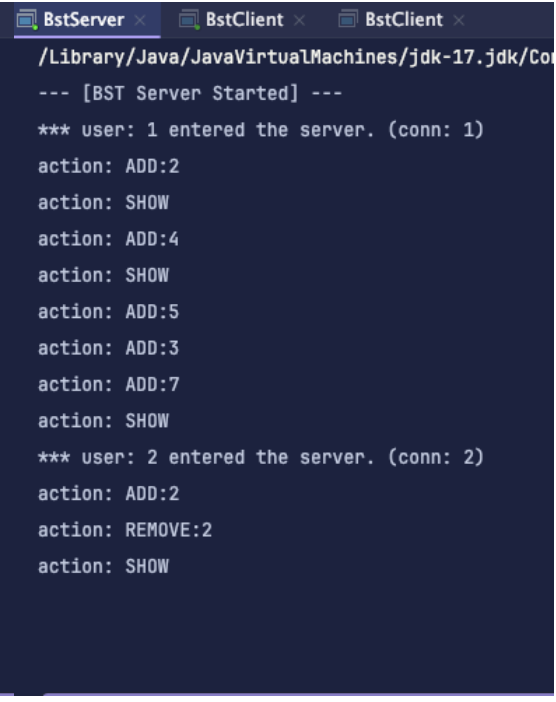 BstServer × BstClient × BstClient ×
/Library/Java/JavaVirtualMachines/jdk-17.jdk/Con
--- [BST Server Started] ---
*** user: 1 entered the server. (conn: 1)
action: ADD:2
action: SHOW
action: ADD:4
action: SHOW
action: ADD:5
action: ADD:3
action: ADD:7
action: SHOW
*** user: 2 entered the server. (conn: 2)
action: ADD:2
action: REMOVE:2
action: SHOW